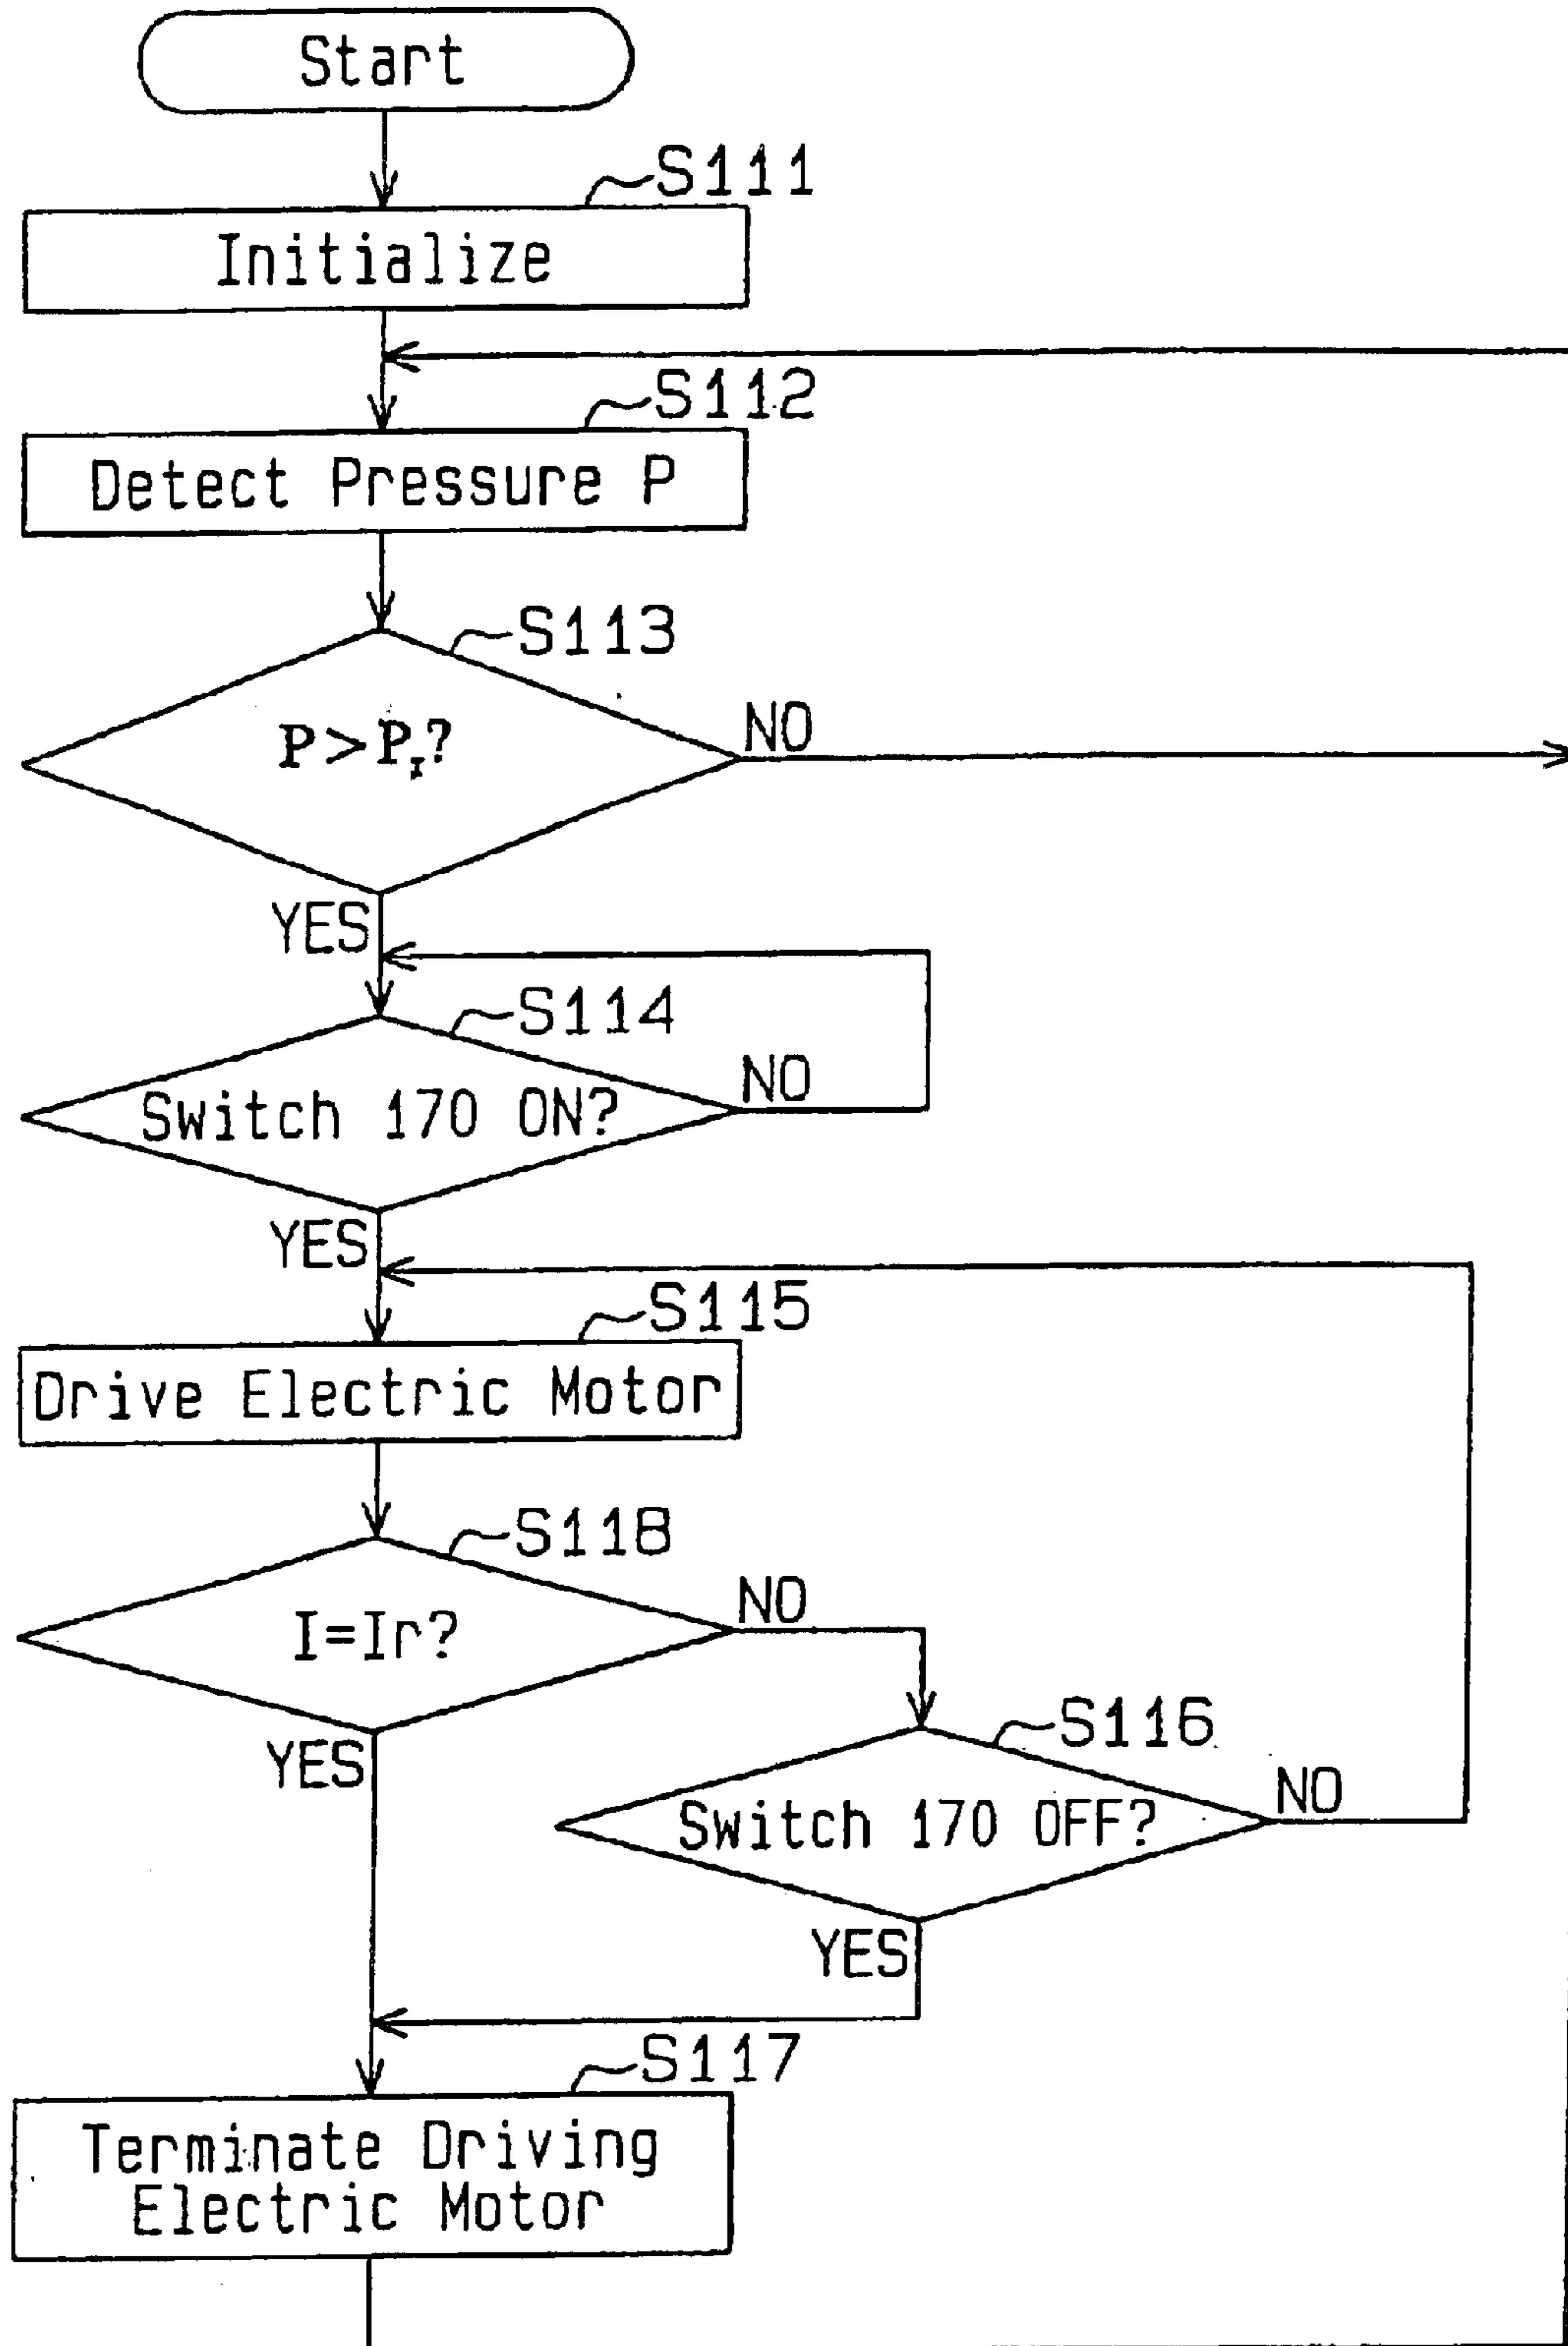 Start
S111
Initialize
S112
Detect Pressure P
S113
P>P₁?
NO
YES
S114
Switch 170 ON?
NO
YES
S115
Drive Electric Motor
S118
I=Ir?
NO
YES
S116
Switch 170 OFF?
NO
YES
S117
Terminate Driving
Electric Motor